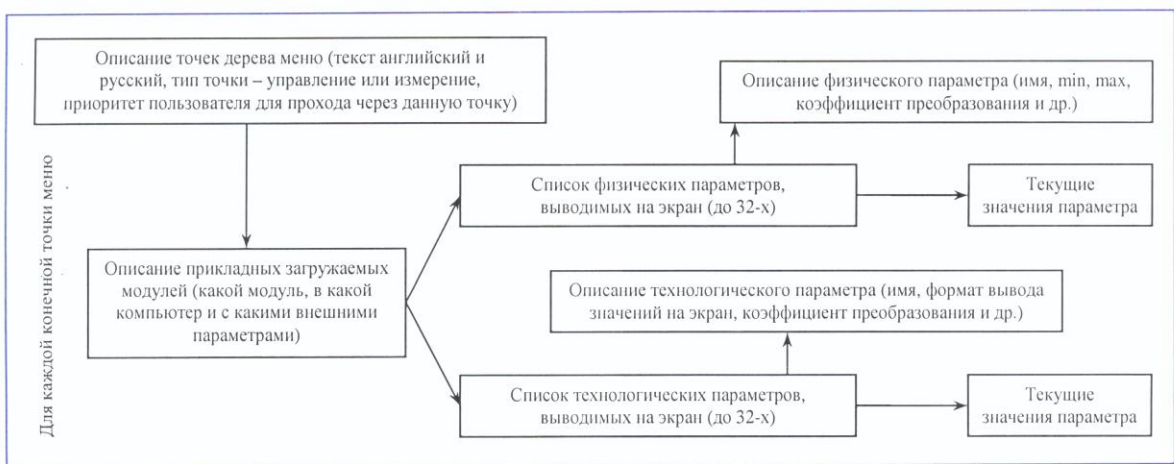 Описание точек дерева меню (текст английский и
русский, тип точки – управление или измерение,
приоритет пользователя для прохода через данную точку)
Описание физического параметра (имя, min, max,
коэффициент преобразования и др.)
Для каждой конечной точки меню
Список физических параметров,
выводимых на экран (до 32-х)
Текущие
значения параметра
Описание прикладных загружаемых
модулей (какой модуль, в какой
компьютер и с какими внешними
параметрами)
Описание технологического параметра (имя, формат вывода
значений на экран, коэффициент преобразования и др.)
Список технологических параметров,
выводимых на экран (до 32-х)
Текущие
значения параметра